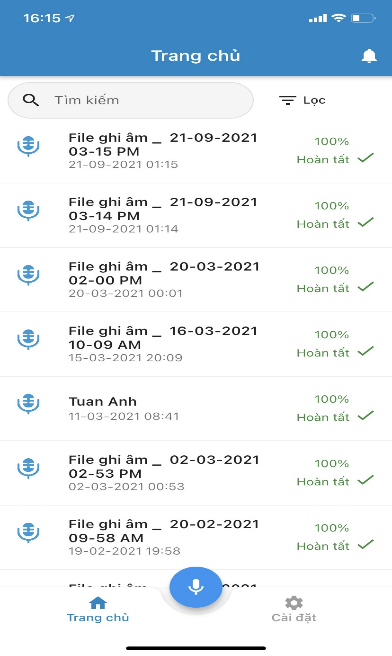 16:15
Trang chủ
Tìm kiếm
Lọc
File ghi âm _ 21-09-2021
03-15 PM
21-09-2021 01:15
100%
Hoàn tất
File ghi âm _ 21-09-2021
03-14 PM
21-09-2021 01:14
100%
Hoàn tất
File ghi âm _ 20-03-2021
02-00 PM
20-03-2021 00:01
100%
Hoàn tất
File ghi âm _ 16-03-2021
10-09 AM
15-03-2021 20:09
100%
Hoàn tất
Tuan Anh
11-03-2021 08:41
100%
Hoàn tất
File ghi âm _ 02-03-2021
02-53 PM
02-03-2021 00:53
100%
Hoàn tất
File ghi âm _ 20-02-2021
09-58 AM
19-02-2021 19:58
100%
Hoàn tất
File ghi âm
Trang chủ
Cài đặt